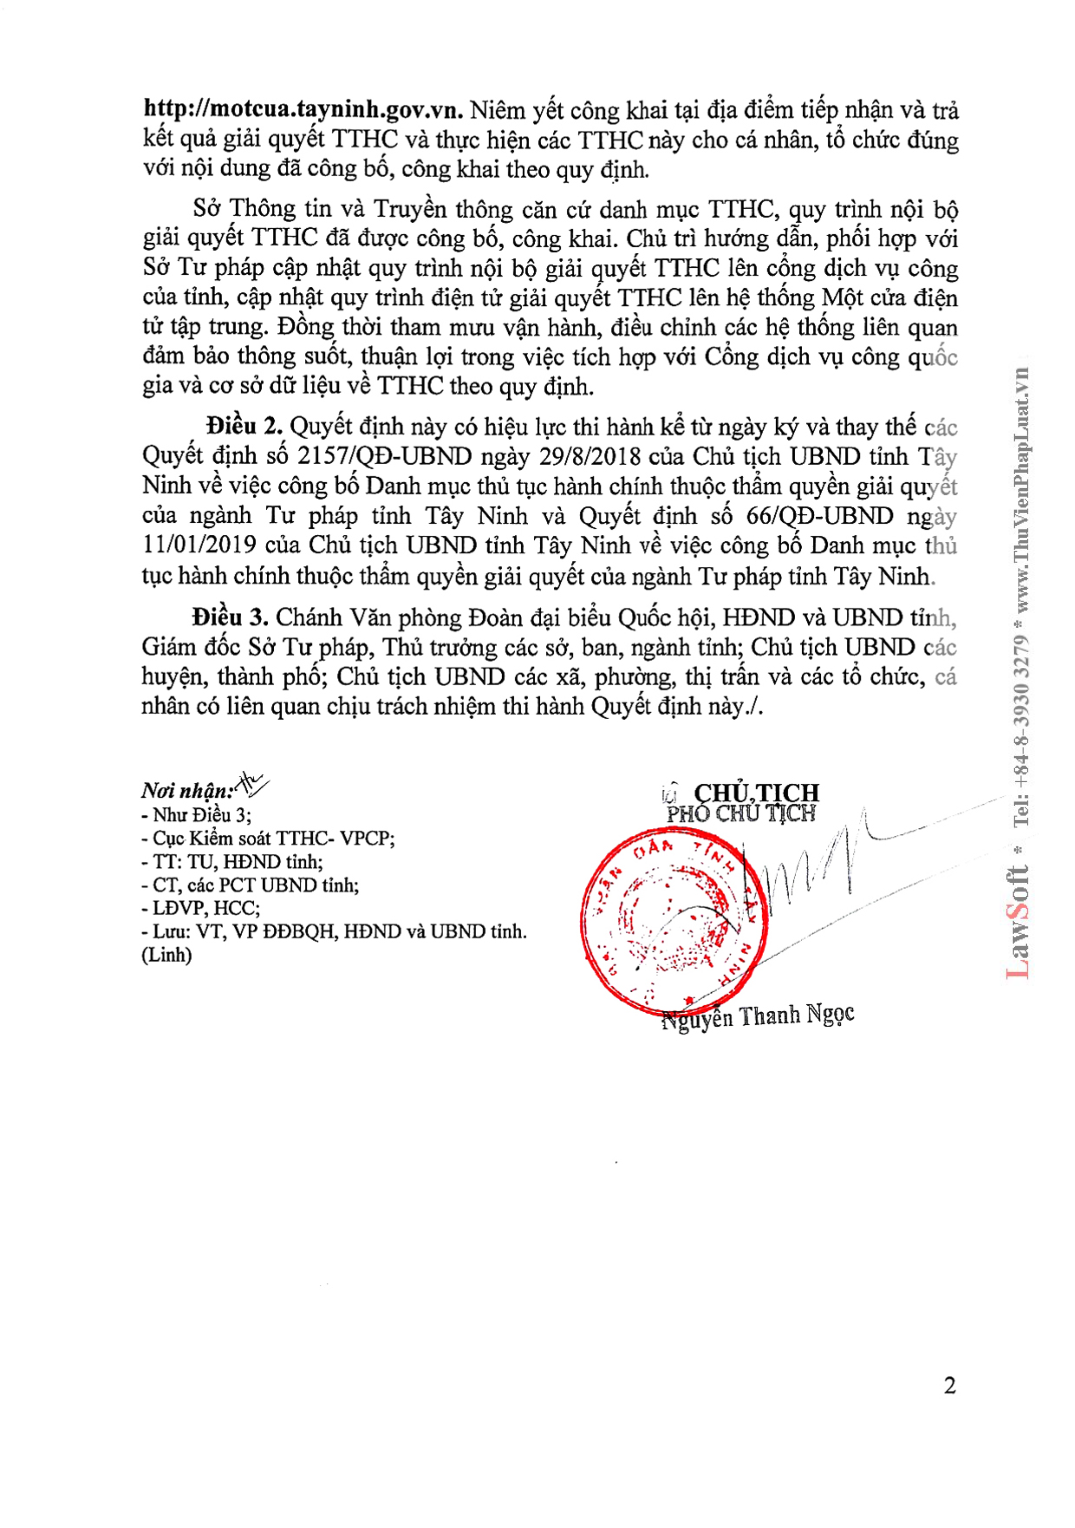 http://motcua.tayninh.gov.vn. Niêm yết công khai tại địa điểm tiếp nhận và trả
kết quả giải quyết TTHC và thực hiện các TTHC này cho cá nhân, tổ chức đúng
với nội dung đã công bố, công khai theo quy định.
Sở Thông tin và Truyền thông căn cứ danh mục TTHC, quy trình nội bộ
giải quyết TTHC đã được công bố, công khai. Chủ trì hướng dẫn, phối hợp với
Sở Tư pháp cập nhật quy trình nội bộ giải quyết TTHC lên cổng dịch vụ công
của tỉnh, cập nhật quy trình điện tử giải quyết TTHC lên hệ thống Một cửa điện
tử tập trung. Đồng thời tham mưu vận hành, điều chỉnh các hệ thống liên quan
đảm bảo thông suốt, thuận lợi trong việc tích hợp với Cổng dịch vụ công quốc
gia và cơ sở dữ liệu về TTHC theo quy định.
Điều 2. Quyết định này có hiệu lực thi hành kể từ ngày ký và thay thế các
Quyết định số 2157/QĐ-UBND ngày 29/8/2018 của Chủ tịch UBND tỉnh Tây
Ninh về việc công bố Danh mục thủ tục hành chính thuộc thẩm quyền giải quyết
của ngành Tư pháp tỉnh Tây Ninh và Quyết định số 66/QĐ-UBND ngày
11/01/2019 của Chủ tịch UBND tỉnh Tây Ninh về việc công bố Danh mục thủ
tục hành chính thuộc thẩm quyền giải quyết của ngành Tư pháp tỉnh Tây Ninh.
Điều 3. Chánh Văn phòng Đoàn đại biểu Quốc hội, HĐND và UBND tỉnh,
Giám đốc Sở Tư pháp, Thủ trưởng các sở, ban, ngành tỉnh; Chủ tịch UBND các
huyện, thành phố; Chủ tịch UBND các xã, phường, thị trấn và các tổ chức, cá
nhân có liên quan chịu trách nhiệm thi hành Quyết định này./.
Nơi nhận:
- Như Điều 3;
- Cục Kiểm soát TTHC- VPCP;
- TT: TU, HĐND tỉnh;
- CT, các PCT UBND tỉnh;
- LĐVP, HCC;
- Lưu: VT, VP ĐĐBQH, HĐND và UBND tỉnh.
(Linh)
CHỦ TỊCH
PHÓ CHỦ TỊCH
NHÂN DÂN TỈNH TÂY NINH
Nguyễn Thanh Ngọc
2
LawSoft * Tel: +84-8-3930 3279 * www.ThuVienPhapLuat.vn